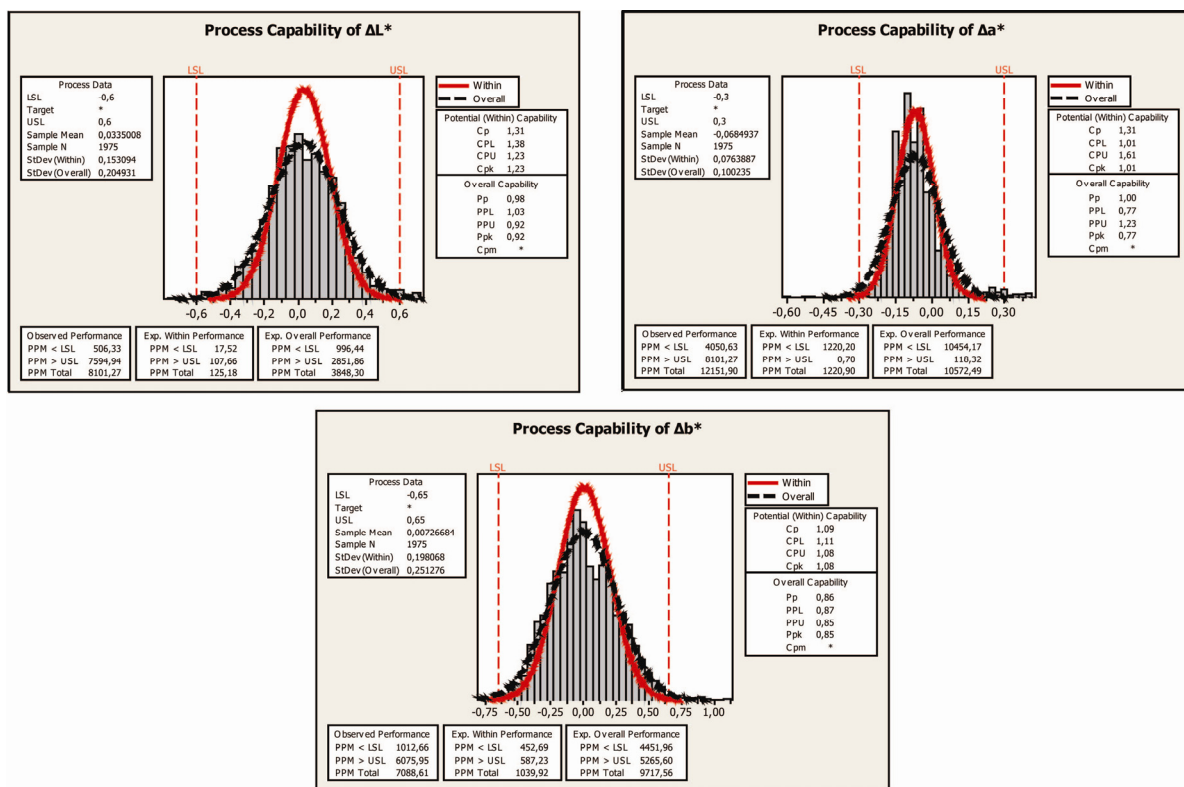 Process Capability of ΔL*
LSL
USL
Process Data
LSL -0,6
Target *
USL 0,6
Sample Mean 0,0335008
Sample N 1975
StDev(Within) 0,153094
StDev(Overall) 0,204931
Within
Overall
Potential (Within) Capability
Cp 1,31
CPL 1,38
CPU 1,23
Cpk 1,23
Overall Capability
Pp 0,98
PPL 1,03
PPU 0,92
Ppk 0,92
Cpm *
-0,6 -0,4 -0,2 0,0 0,2 0,4 0,6
Observed Performance
PPM < LSL 506,33
PPM > USL 7594,94
PPM Total 8101,27
Exp. Within Performance
PPM < LSL 17,52
PPM > USL 107,66
PPM Total 125,18
Exp. Overall Performance
PPM < LSL 996,44
PPM > USL 2851,86
PPM Total 3848,30
Process Capability of Δa*
LSL
USL
Process Data
LSL -0,3
Target *
USL 0,3
Sample Mean -0,0684937
Sample N 1975
StDev(Within) 0,0763887
StDev(Overall) 0,100235
Within
Overall
Potential (Within) Capability
Cp 1,31
CPL 1,01
CPU 1,61
Cpk 1,01
Overall Capability
Pp 1,00
PPL 0,77
PPU 1,23
Ppk 0,77
Cpm *
-0,60 -0,45 -0,30 -0,15 0,00 0,15 0,30
Observed Performance
PPM < LSL 4050,63
PPM > USL 8101,27
PPM Total 12151,90
Exp. Within Performance
PPM < LSL 1220,20
PPM > USL 0,70
PPM Total 1220,90
Exp. Overall Performance
PPM < LSL 10454,17
PPM > USL 118,32
PPM Total 10572,49
Process Capability of Δb*
LSL
USL
Process Data
LSL -0,65
Target *
USL 0,65
Sample Mean 0,00726684
Sample N 1975
StDev(Within) 0,198068
StDev(Overall) 0,251276
Within
Overall
Potential (Within) Capability
Cp 1,09
CPL 1,11
CPU 1,08
Cpk 1,08
Overall Capability
Pp 0,86
PPL 0,87
PPU 0,85
Ppk 0,85
Cpm *
-0,75 -0,50 -0,25 0,00 0,25 0,50 0,75 1,00
Observed Performance
PPM < LSL 1012,66
PPM > USL 6075,95
PPM Total 7088,61
Exp. Within Performance
PPM < LSL 452,69
PPM > USL 587,23
PPM Total 1039,92
Exp. Overall Performance
PPM < LSL 4451,96
PPM > USL 5265,60
PPM Total 9717,56